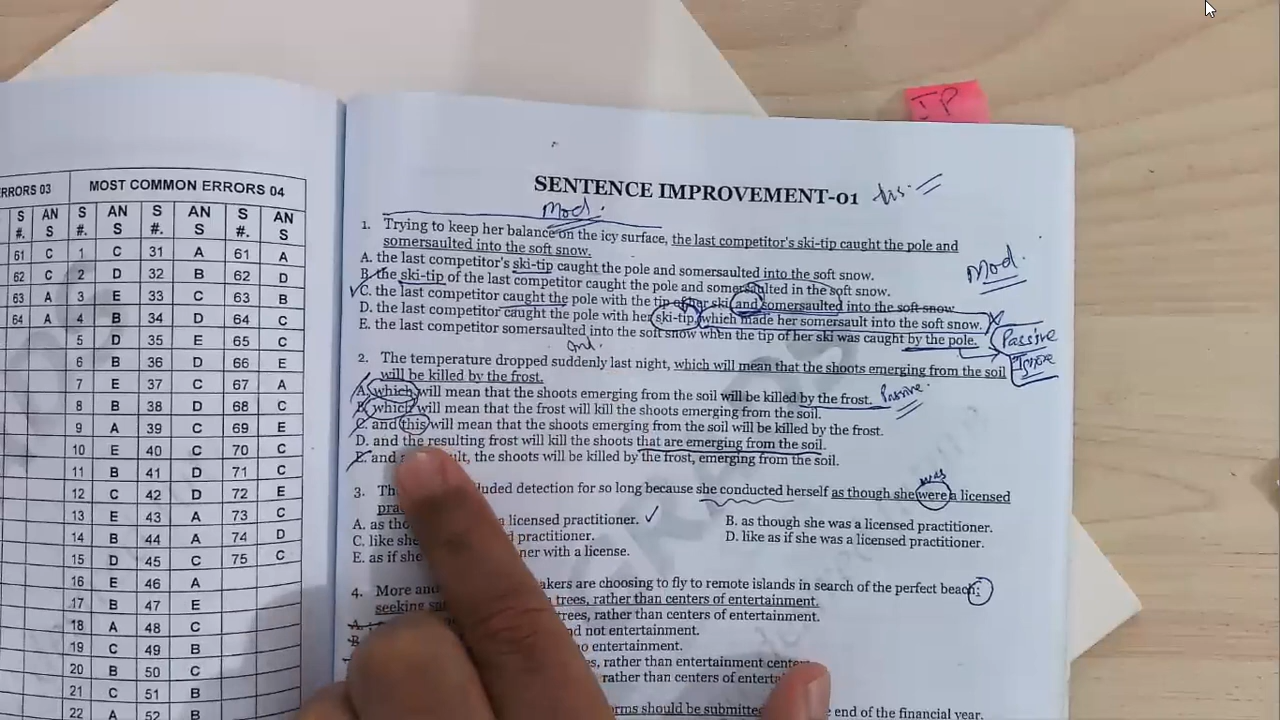 IP
RRORS 03 MOST COMMON ERRORS 04
S #. AN S S #. AN S S #. AN S S #. AN S
61 C 1 C 31 A 61 A
62 C 2 D 32 B 62 D
63 A 3 E 33 C 63 B
64 A 4 B 34 D 64 C
5 D 35 E 65 C
6 B 36 D 66 E
7 E 37 C 67 A
8 B 38 D 68 C
9 A 39 C 69 E
10 E 40 C 70 C
11 B 41 D 71 C
12 C 42 D 72 E
13 E 43 A 73 C
14 B 44 A 74 D
15 D 45 C 75 C
16 E 46 A
17 B 47 E
18 A 48 C
19 C 49 B
20 B 50 C
21 C 51 B
22 A 52 B
SENTENCE IMPROVEMENT-01
Mod.
1. Trying to keep her balance on the icy surface, the last competitor's ski-tip caught the pole and
somersaulted into the soft snow.
A. the last competitor's ski-tip caught the pole and somersaulted into the soft snow.
Mod.
B. the ski-tip of the last competitor caught the pole and somersaulted in the soft snow.
C. the last competitor caught the pole with the tip of her ski and somersaulted into the soft snow.
D. the last competitor caught the pole with her ski-tip, which made her somersault into the soft snow.
E. the last competitor somersaulted into the soft snow when the tip of her ski was caught by the pole.
Passive
Ignore
2. The temperature dropped suddenly last night, which will mean that the shoots emerging from the soil
will be killed by the frost.
A. which will mean that the shoots emerging from the soil will be killed by the frost. Passive.
B. which will mean that the frost will kill the shoots emerging from the soil.
C. and this will mean that the shoots emerging from the soil will be killed by the frost.
D. and the resulting frost will kill the shoots that are emerging from the soil.
E. and the shoots will be killed by the frost, emerging from the soil.
was
3. eluded detection for so long because she conducted herself as though she were a licensed
A. as a licensed practitioner. B. as though she was a licensed practitioner.
C. like she practitioner. D. like as if she was a licensed practitioner.
E. as if she with a license.
4. More and are choosing to fly to remote islands in search of the perfect beach;
seeking trees, rather than centers of entertainment.
trees, rather than centers of entertainment.
and not entertainment.
no entertainment.
rather than entertainment centers
rather than centers of
should be submitted end of the financial year.